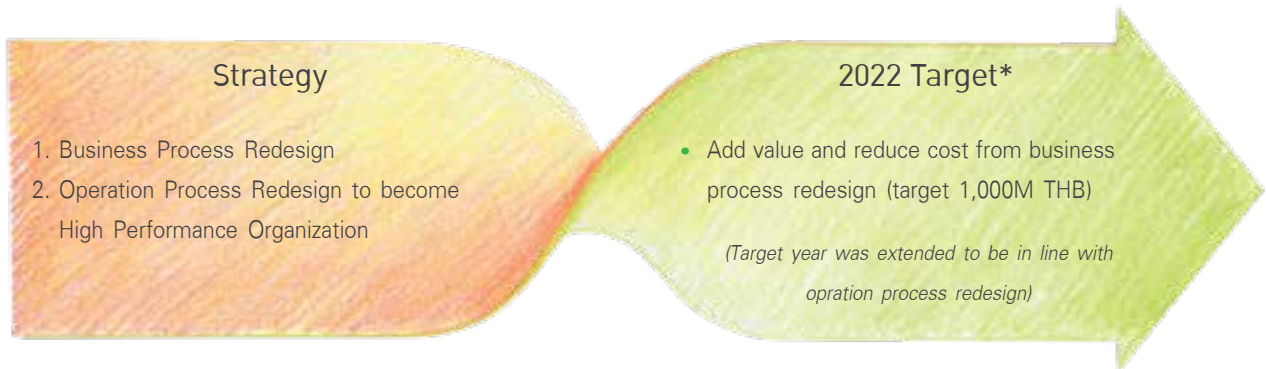 Strategy
1. Business Process Redesign
2. Operation Process Redesign to become
High Performance Organization
2022 Target*
• Add value and reduce cost from business
process redesign (target 1,000M THB)
(Target year was extended to be in line with
opration process redesign)